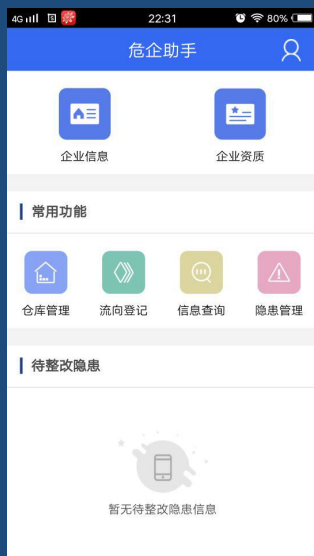 4G 22:31 80%
危企助手
企业信息 企业资质
常用功能
仓库管理 流向登记 信息查询 隐患管理
待整改隐患
暂无待整改隐患信息